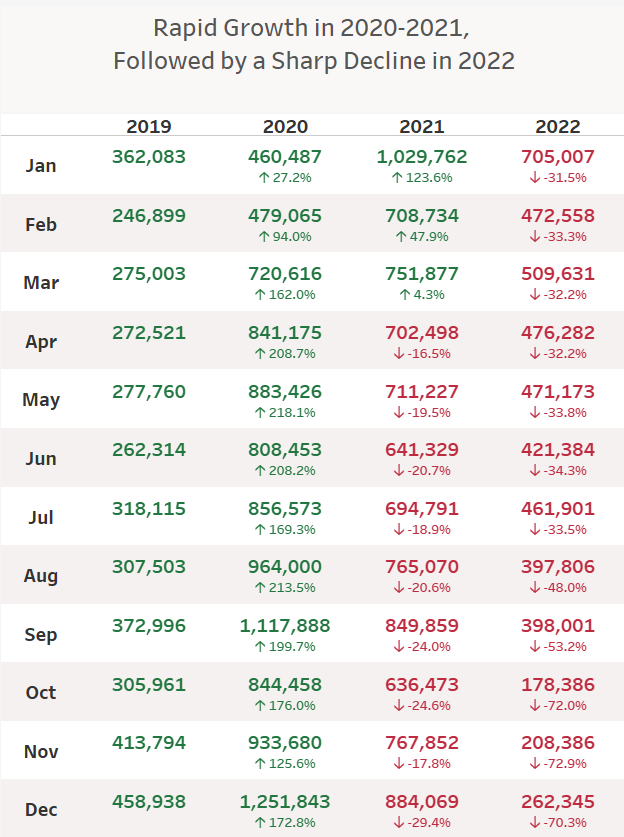 Rapid Growth in 2020-2021,
Followed by a Sharp Decline in 2022
2019 2020 2021 2022
Jan 362,083 460,487 1,029,762 705,007
↑ 27.2% ↑ 123.6% ↓ -31.5%
Feb 246,899 479,065 708,734 472,558
↑ 94.0% ↑ 47.9% ↓ -33.3%
Mar 275,003 720,616 751,877 509,631
↑ 162.0% ↑ 4.3% ↓ -32.2%
Apr 272,521 841,175 702,498 476,282
↑ 208.7% ↓ -16.5% ↓ -32.2%
May 277,760 883,426 711,227 471,173
↑ 218.1% ↓ -19.5% ↓ -33.8%
Jun 262,314 808,453 641,329 421,384
↑ 208.2% ↓ -20.7% ↓ -34.3%
Jul 318,115 856,573 694,791 461,901
↑ 169.3% ↓ -18.9% ↓ -33.5%
Aug 307,503 964,000 765,070 397,806
↑ 213.5% ↓ -20.6% ↓ -48.0%
Sep 372,996 1,117,888 849,859 398,001
↑ 199.7% ↓ -24.0% ↓ -53.2%
Oct 305,961 844,458 636,473 178,386
↑ 176.0% ↓ -24.6% ↓ -72.0%
Nov 413,794 933,680 767,852 208,386
↑ 125.6% ↓ -17.8% ↓ -72.9%
Dec 458,938 1,251,843 884,069 262,345
↑ 172.8% ↓ -29.4% ↓ -70.3%